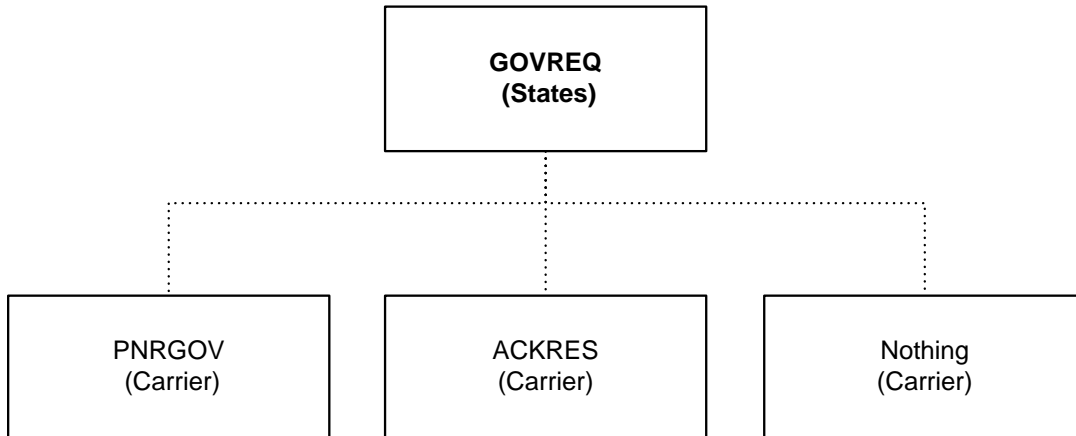 GOVREQ
(States)
PNRGOV
(Carrier)
ACKRES
(Carrier)
Nothing
(Carrier)